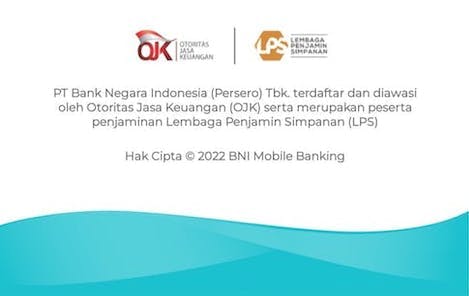 OJK OTORITAS
JASA
KEUANGAN
LPS LEMBAGA
PENJAMIN
SIMPANAN
PT Bank Negara Indonesia (Persero) Tbk. terdaftar dan diawasi
oleh Otoritas Jasa Keuangan (OJK) serta merupakan peserta
penjaminan Lembaga Penjamin Simpanan (LPS)
Hak Cipta © 2022 BNI Mobile Banking